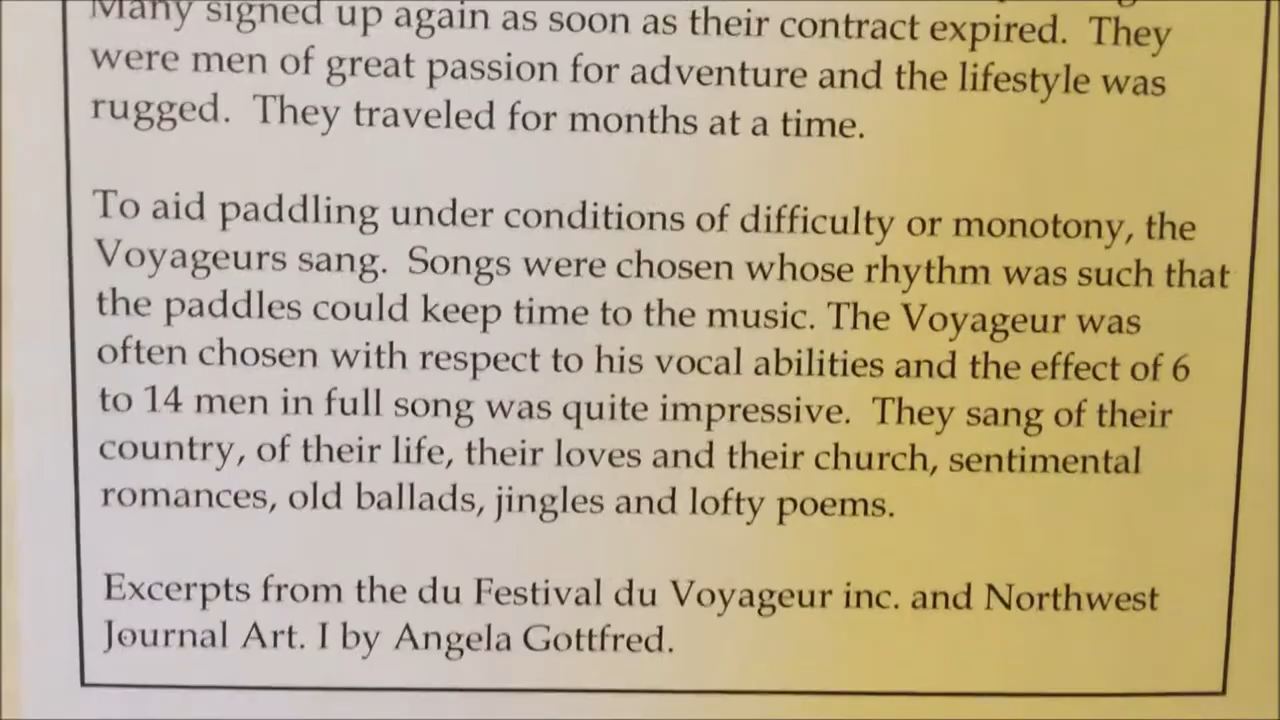 Many signed up again as soon as their contract expired.  They
were men of great passion for adventure and the lifestyle was
rugged.  They traveled for months at a time.
To aid paddling under conditions of difficulty or monotony, the
Voyageurs sang.  Songs were chosen whose rhythm was such that
the paddles could keep time to the music. The Voyageur was
often chosen with respect to his vocal abilities and the effect of 6
to 14 men in full song was quite impressive.  They sang of their
country, of their life, their loves and their church, sentimental
romances, old ballads, jingles and lofty poems.
Excerpts from the du Festival du Voyageur inc. and Northwest
Journal Art. I by Angela Gottfred.